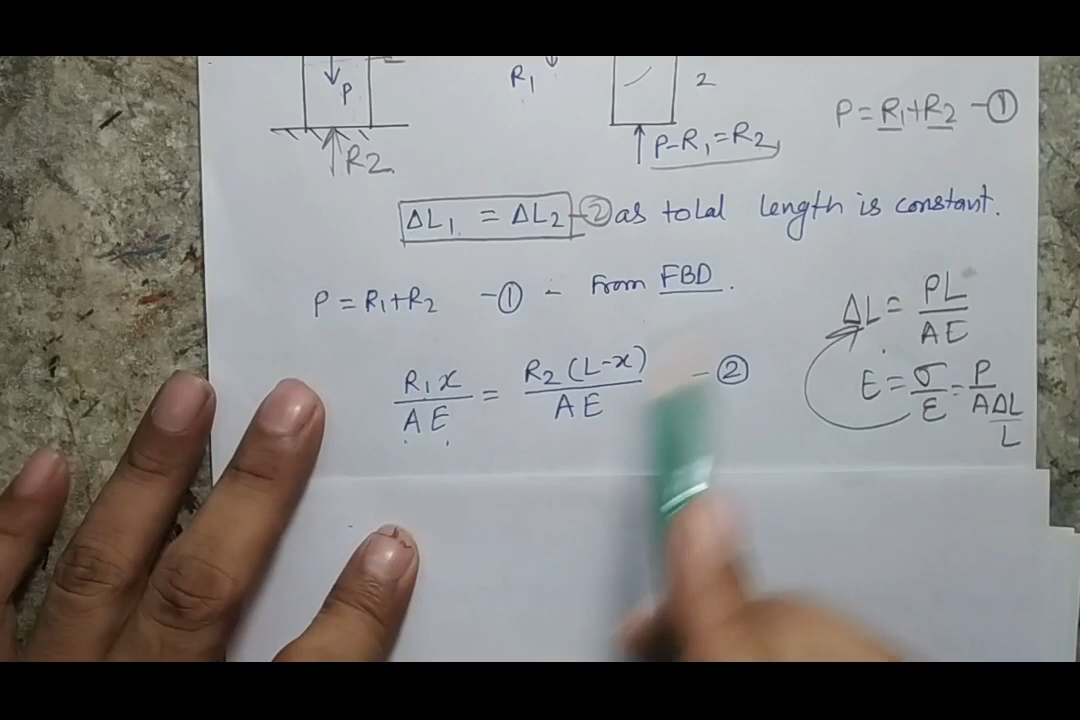 P
R2
R1
2
P-R1=R2
P = R1+R2 -①
ΔL1 = ΔL2 -② as total length is constant.
P = R1+R2 -① - From FBD.
R1x/AE = R2(L-x)/AE -②
ΔL = PL/AE
E = σ/ε = P/A ΔL/L